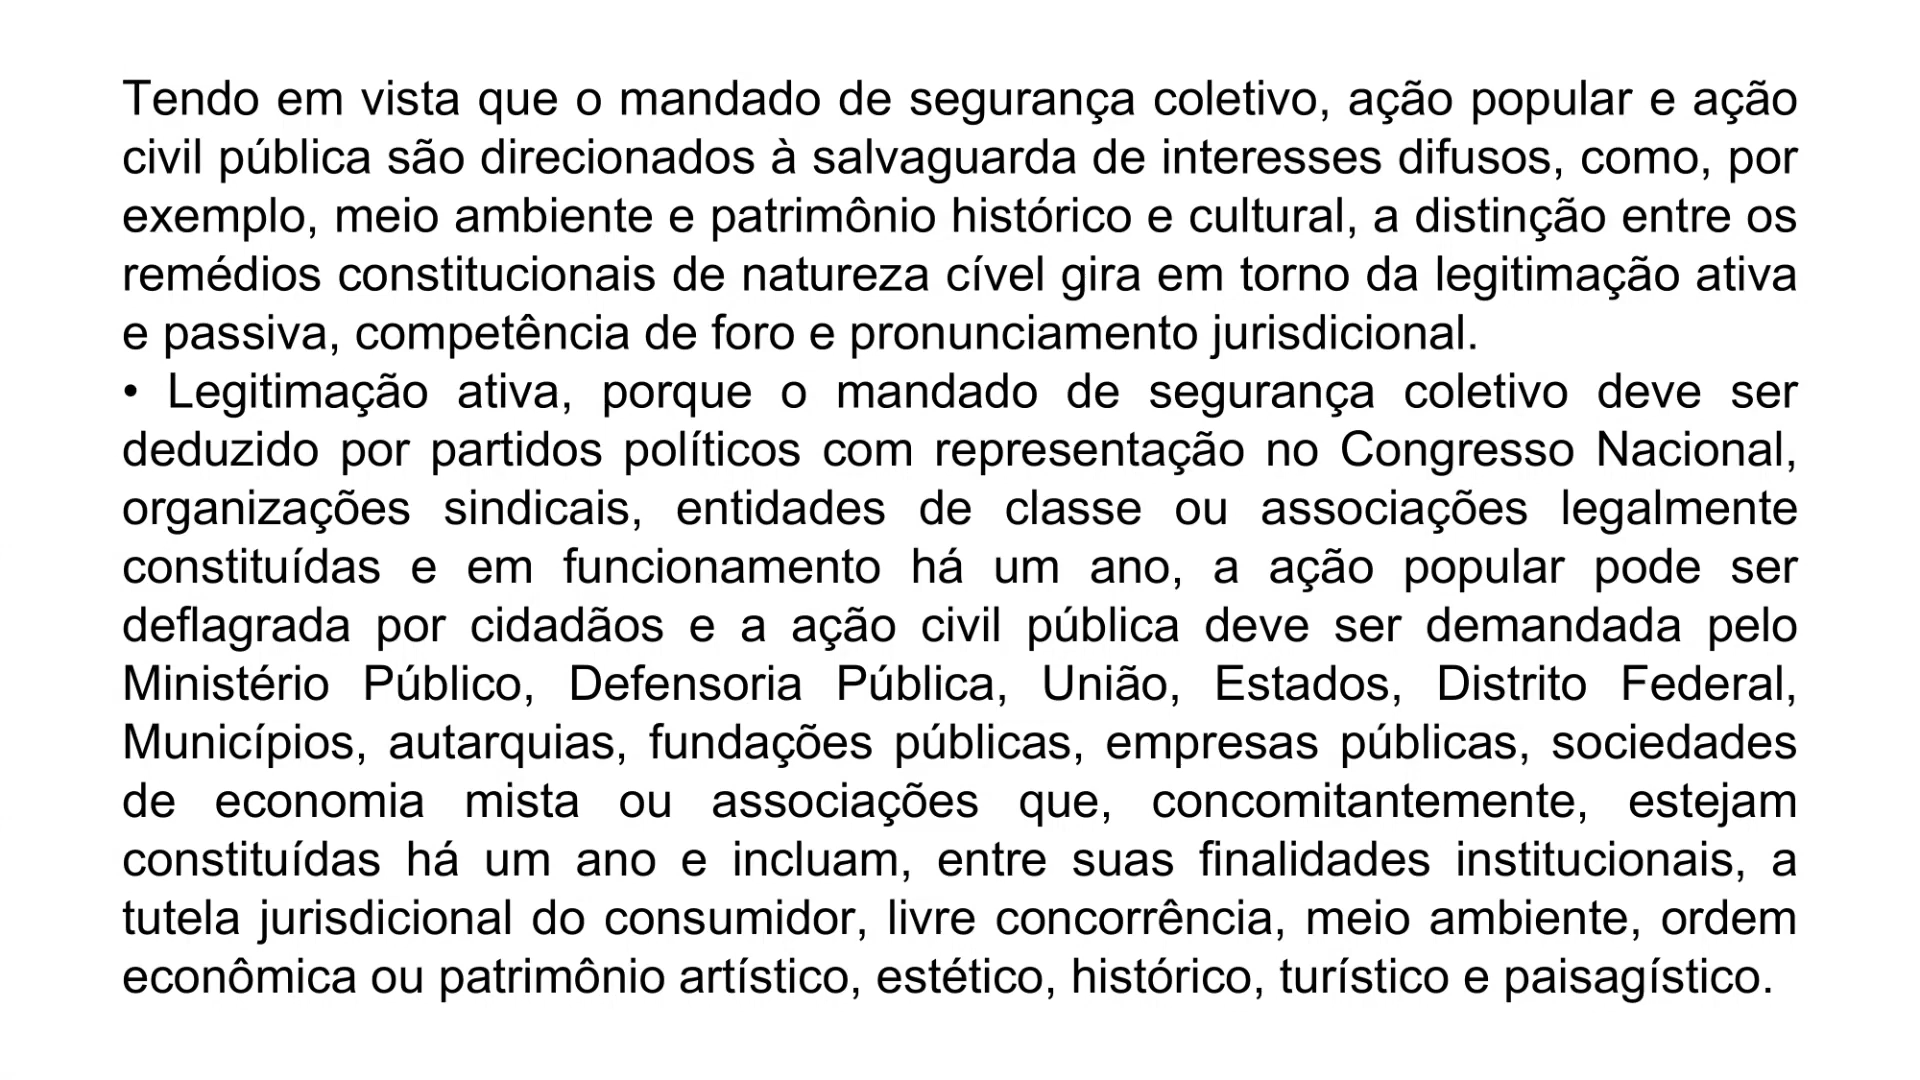 Tendo em vista que o mandado de segurança coletivo, ação popular e ação
civil pública são direcionados à salvaguarda de interesses difusos, como, por
exemplo, meio ambiente e patrimônio histórico e cultural, a distinção entre os
remédios constitucionais de natureza cível gira em torno da legitimação ativa
e passiva, competência de foro e pronunciamento jurisdicional.
• Legitimação ativa, porque o mandado de segurança coletivo deve ser
deduzido por partidos políticos com representação no Congresso Nacional,
organizações sindicais, entidades de classe ou associações legalmente
constituídas e em funcionamento há um ano, a ação popular pode ser
deflagrada por cidadãos e a ação civil pública deve ser demandada pelo
Ministério Público, Defensoria Pública, União, Estados, Distrito Federal,
Municípios, autarquias, fundações públicas, empresas públicas, sociedades
de economia mista ou associações que, concomitantemente, estejam
constituídas há um ano e incluam, entre suas finalidades institucionais, a
tutela jurisdicional do consumidor, livre concorrência, meio ambiente, ordem
econômica ou patrimônio artístico, estético, histórico, turístico e paisagístico.